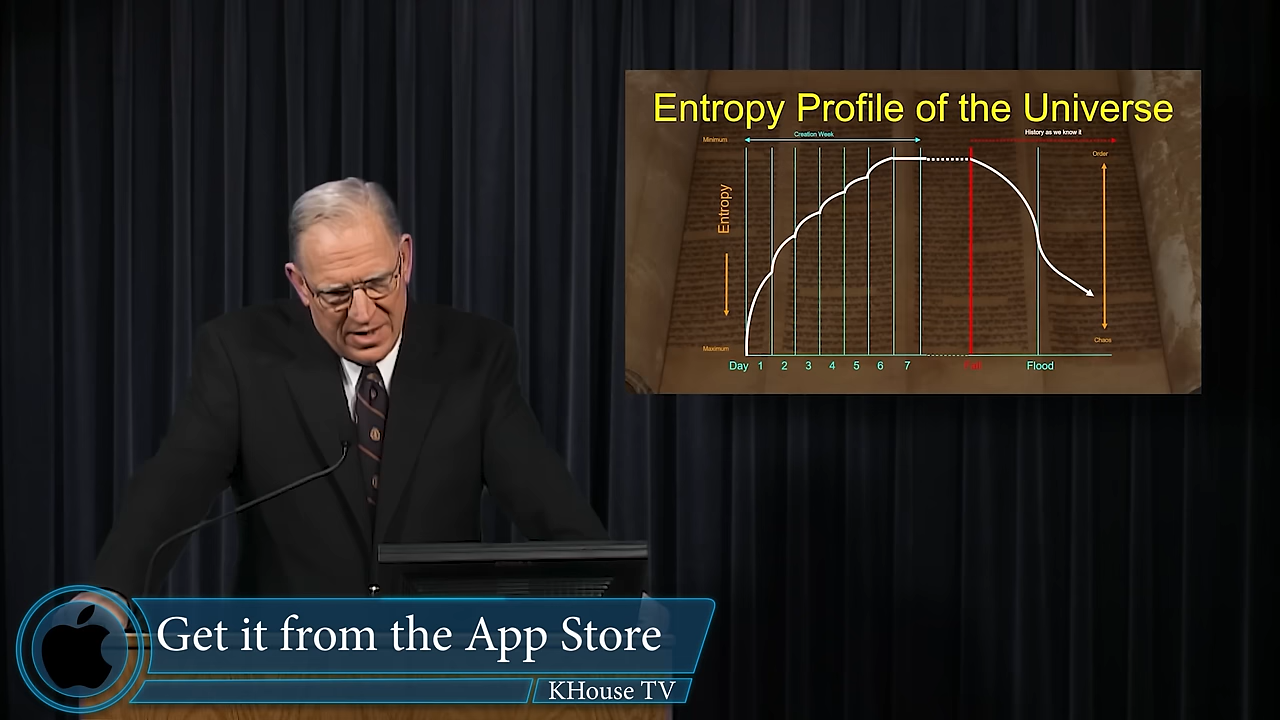 Entropy Profile of the Universe
Creation Week
History as we know it
Minimum
Order
Entropy
Maximum
Chaos
Day 1 2 3 4 5 6 7
Fall
Flood
Get it from the App Store
KHouse TV